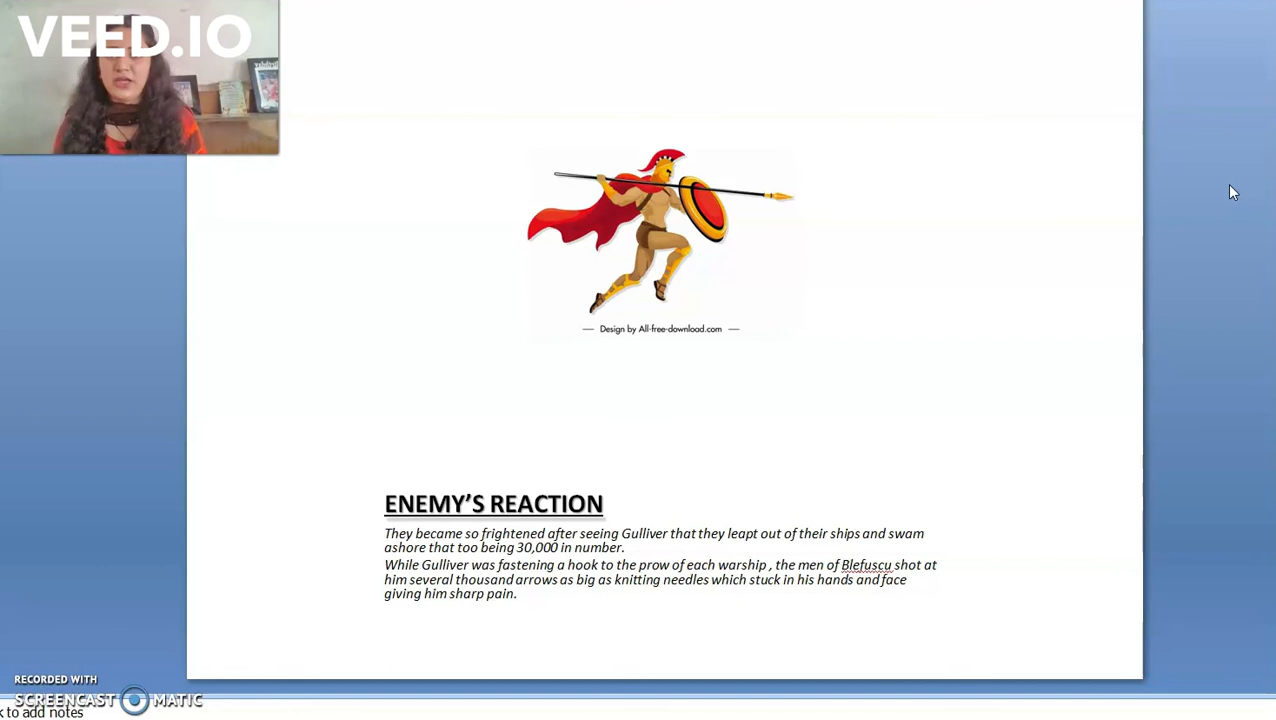 VEED.IO
Design by All-free-download.com
ENEMY'S REACTION
They became so frightened after seeing Gulliver that they leapt out of their ships and swam
ashore that too being 30,000 in number.
While Gulliver was fastening a hook to the prow of each warship , the men of Blefuscu shot at
him several thousand arrows as big as knitting needles which stuck in his hands and face
giving him sharp pain.
RECORDED WITH
SCREENCAST MATIC
k to add notes